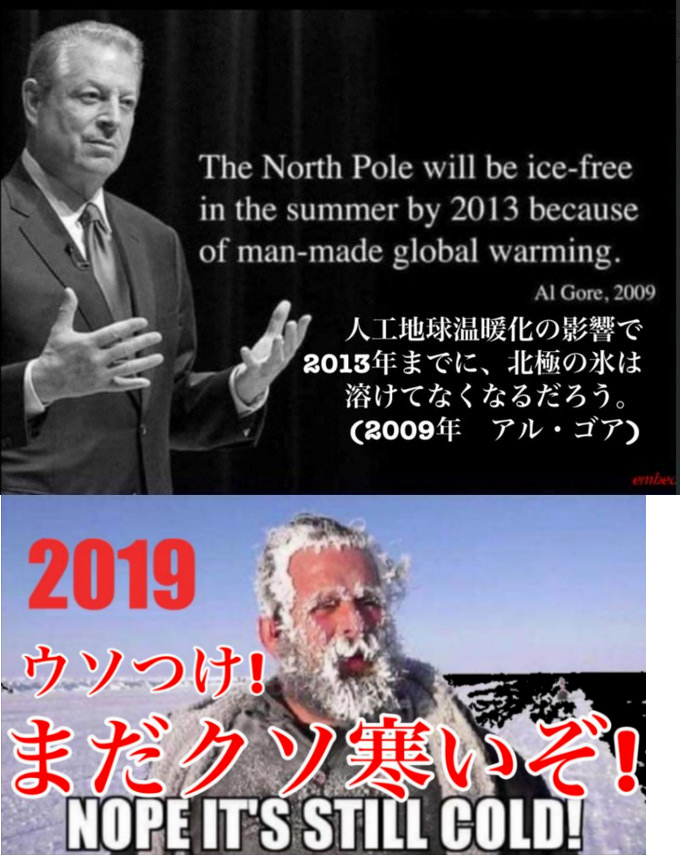 The North Pole will be ice-free
in the summer by 2013 because
of man-made global warming.
Al Gore, 2009
人工地球温暖化の影響で
2013年までに、北極の氷は
溶けてなくなるだろう。
(2009年　アル・ゴア)
2019
ウソつけ!
まだクソ寒いぞ!
NOPE IT'S STILL COLD!